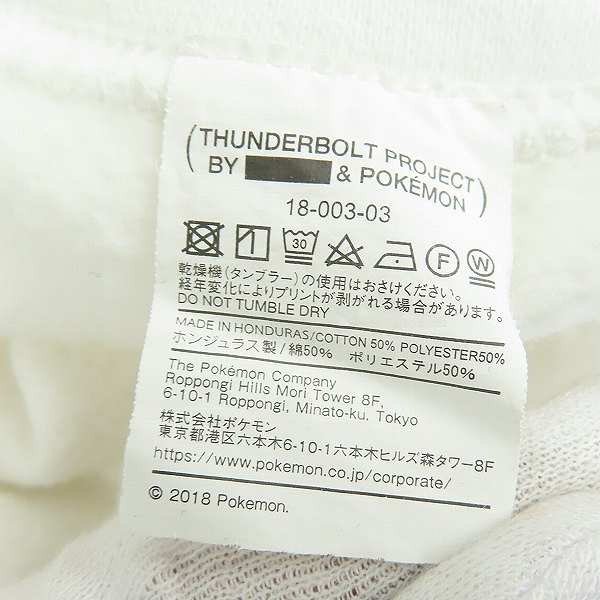 THUNDERBOLT PROJECT
BY & POKÉMON
18-003-03
30 F W
乾燥機(タンブラー)の使用はおさけください。
経年変化によりプリントが剥がれる場合があります。
DO NOT TUMBLE DRY
MADE IN HONDURAS/COTTON 50% POLYESTER50%
ホンジュラス製/綿50% ポリエステル50%
The Pokémon Company
Roppongi Hills Mori Tower 8F,
6-10-1 Roppongi, Minato-ku. Tokyo
株式会社ポケモン
東京都港区六本木6-10-1六本木ヒルズ森タワー8F
https://www.pokemon.co.jp/corporate/
© 2018 Pokemon.